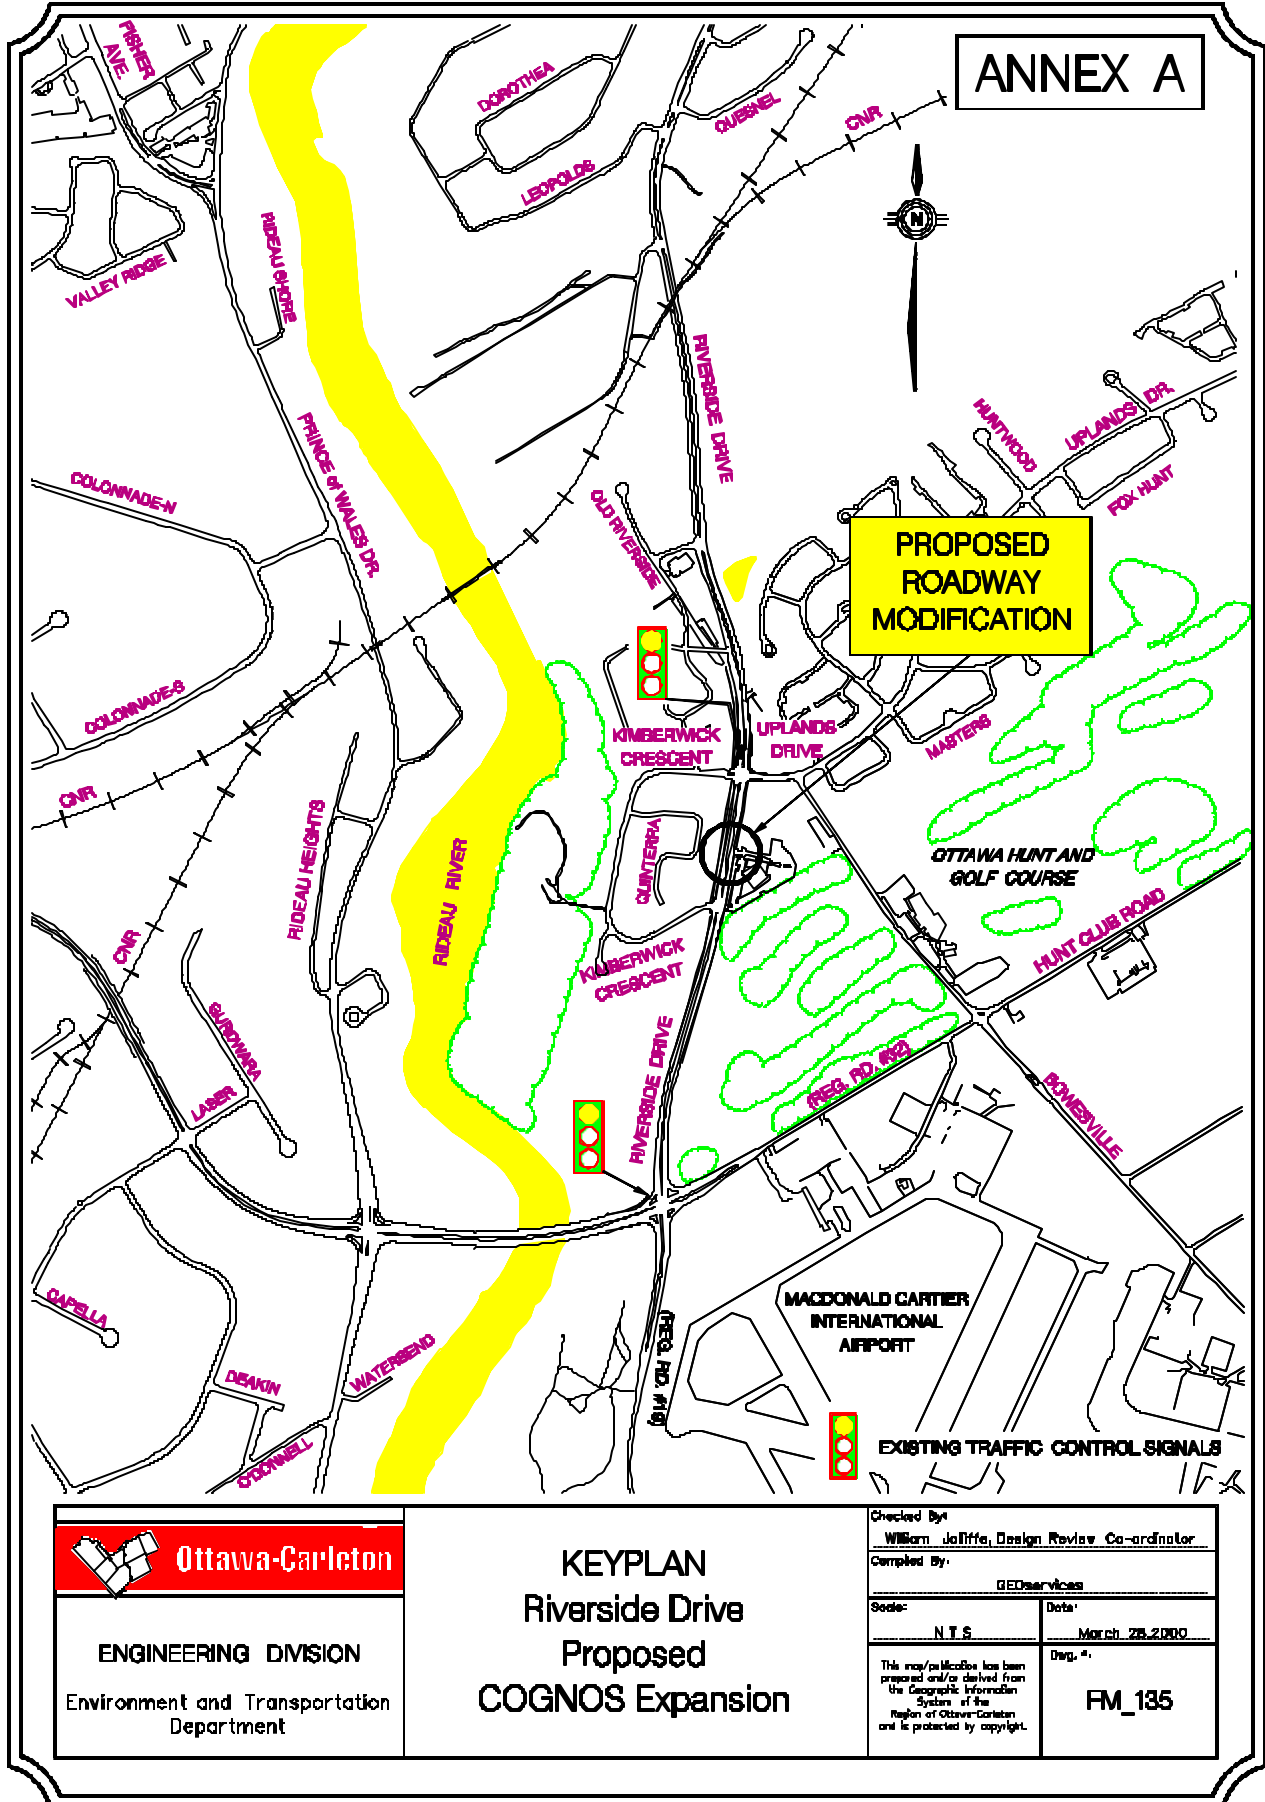 ANNEX A
FISHER
AVE.
DOROTHEA
QUESNEL
CNR
LEOPOLDS
N
RIDEAU SHORE
VALLEY RIDGE
RIVERSIDE DRIVE
PRINCE of WALES DR.
HUNTWOOD
UPLANDS DR.
FOX HUNT
COLONNADE-N
OLD RIVERSIDE
PROPOSED
ROADWAY
MODIFICATION
COLONNADE-S
KIMBERWICK
CRESCENT
UPLANDS
DRIVE
MASTERS
CNR
RIDEAU HEIGHTS
RIDEAU RIVER
QUINTERRA
OTTAWA HUNT AND
GOLF COURSE
HUNT CLUB ROAD
CNR
KIMBERWICK
CRESCENT
GURDWARA
LASER
RIVERSIDE DRIVE
(REG. RD. #32)
BOWESVILLE
MACDONALD CARTIER
INTERNATIONAL
AIRPORT
CAPELLA
(REG. RD. #19)
DEAKIN
WATERBEND
O'DONNELL
EXISTING TRAFFIC CONTROL SIGNALS
Ottawa-Carleton
ENGINEERING DIVISION
Environment and Transportation
Department
KEYPLAN
Riverside Drive
Proposed
COGNOS Expansion
Checked By:
William Jolliffe, Design Review Co-ordinator
Compiled By:
GEOservices
Scale:
N T S
Date:
March 28,2000
This map/publication has been
prepared and/or derived from
the Geographic Information
System of the
Region of Ottawa-Carleton
and is protected by copyright.
Dwg. #:
FM_135